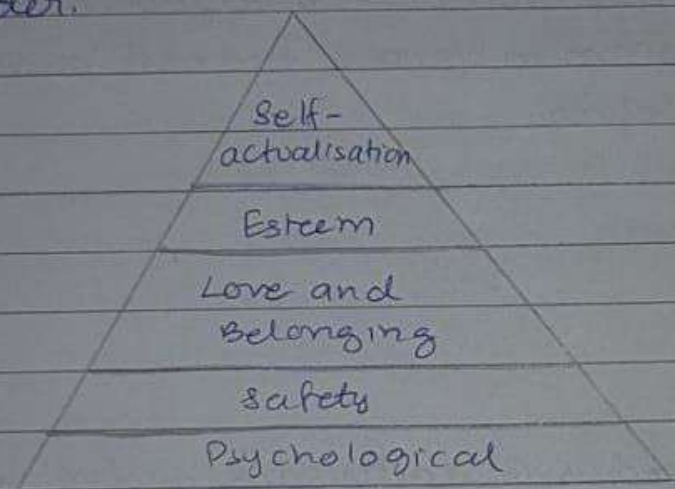 Self-
actualisation
Esteem
Love and
Belonging
Safety
Psychological